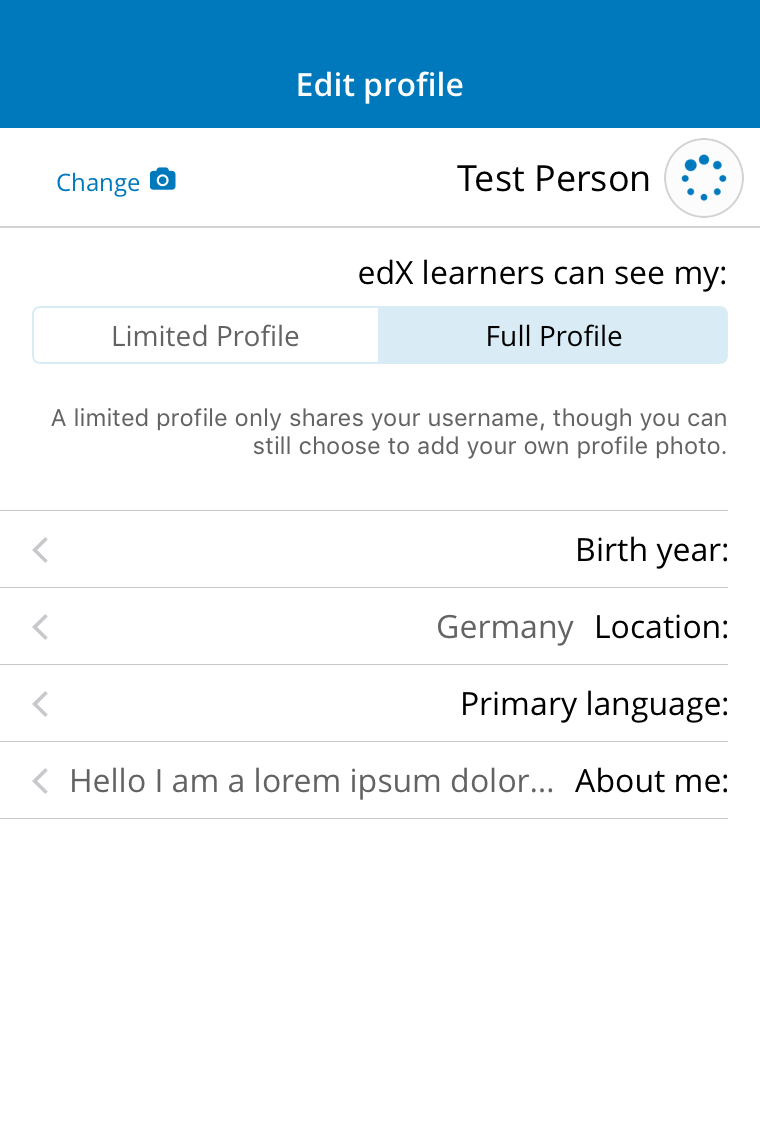 Edit profile
Test Person
Change
edX learners can see my:
Full Profile
Limited Profile
A limited profile only shares your username, though you can
still choose to add your own profile photo.
Birth year:
Location: Germany
Primary language:
About me: Hello I am a lorem ipsum dolor...